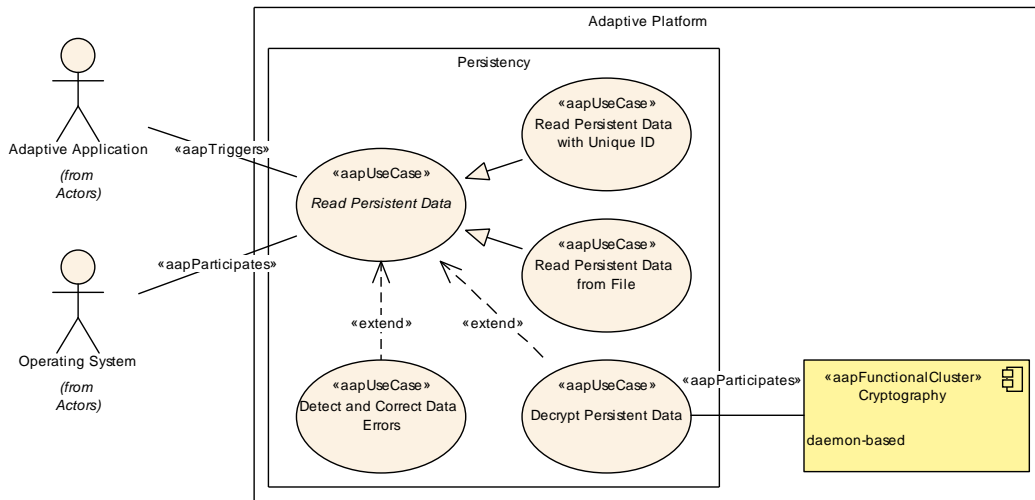 Adaptive Platform
Persistency
Adaptive Application
(from
Actors)
«aapTriggers»
«aapUseCase»
Read Persistent Data
with Unique ID
«aapUseCase»
Read Persistent Data
«aapUseCase»
Read Persistent Data
from File
«aapParticipates»
Operating System
(from
Actors)
«extend»
«extend»
«aapUseCase»
Detect and Correct Data
Errors
«aapUseCase»
Decrypt Persistent Data
«aapParticipates»
«aapFunctionalCluster»
Cryptography
daemon-based